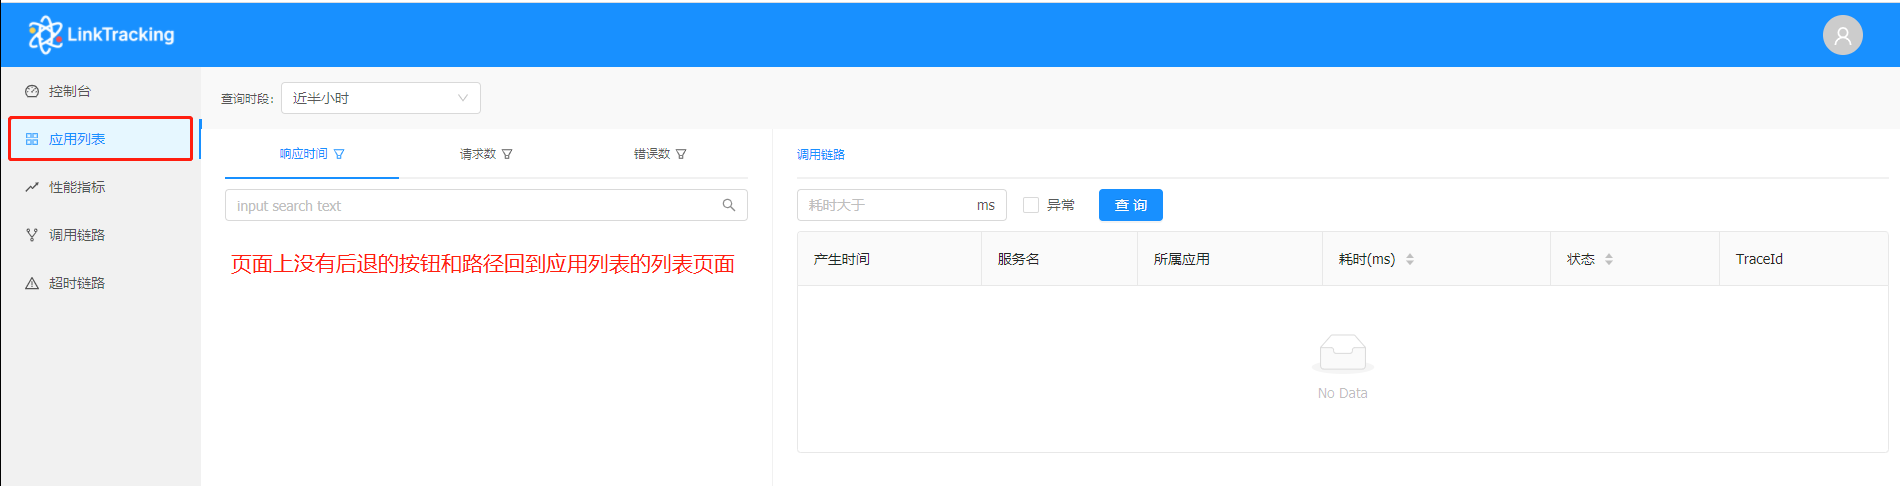 LinkTracking
控制台
应用列表
性能指标
调用链路
超时链路
查询时段: 近半小时
响应时间 请求数 错误数
input search text
页面上没有后退的按钮和路径回到应用列表的列表页面
调用链路
耗时大于 ms 异常 查 询
产生时间 服务名 所属应用 耗时(ms) 状态 TraceId
No Data